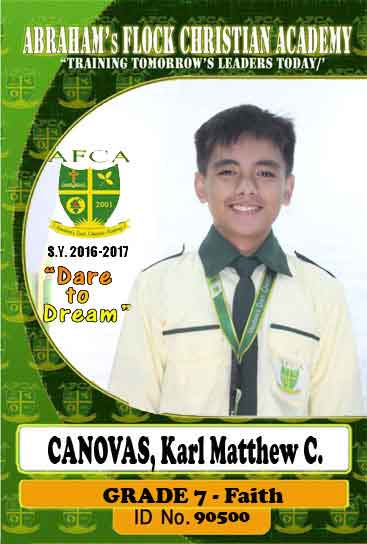 ABRAHAM's FLOCK CHRISTIAN ACADEMY
“TRAINING TOMORROW'S LEADERS TODAY/'
AFCA
2001
S.Y. 2016-2017
“Dare
to
Dream”
CANOVAS, Karl Matthew C.
GRADE 7 - Faith
ID No. 90500